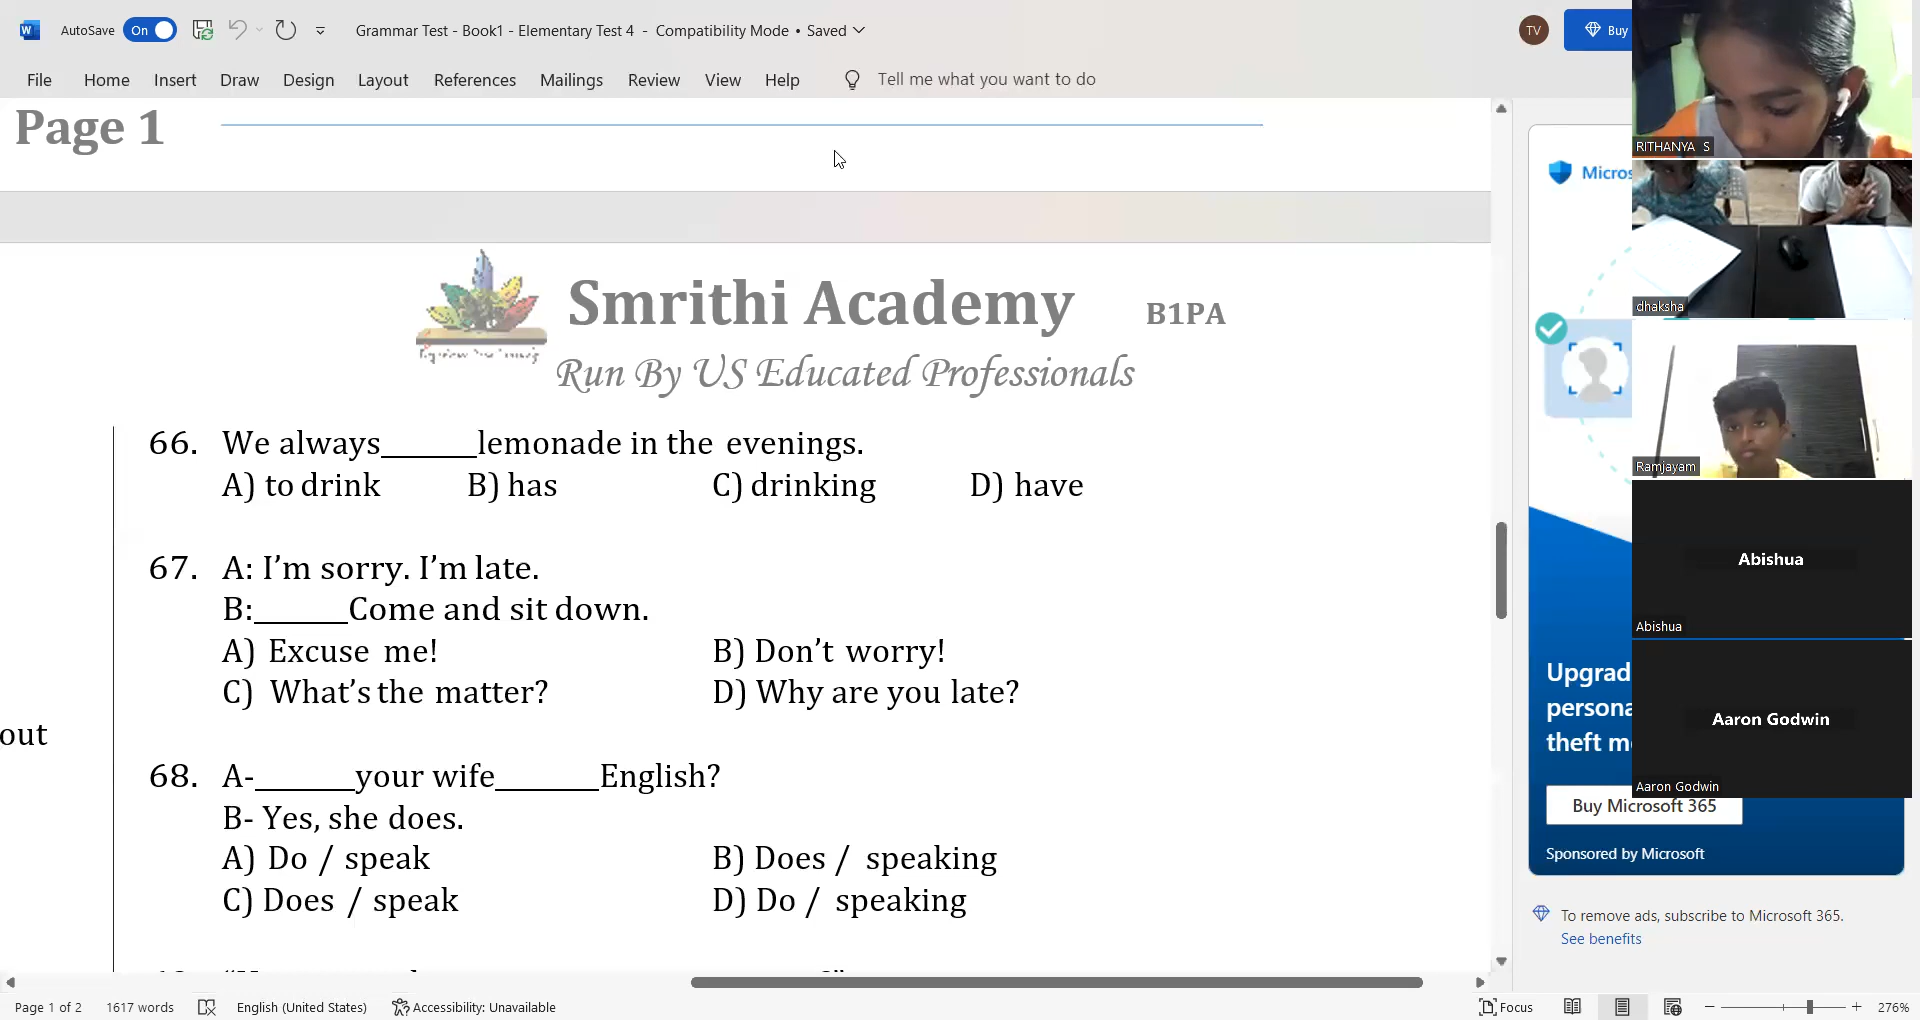 AutoSave On Grammar Test - Book1 - Elementary Test 4 - Compatibility Mode • Saved TV Buy
File Home Insert Draw Design Layout References Mailings Review View Help Tell me what you want to do
Page 1
Smrithi Academy B1PA
Run By US Educated Professionals
66. We always______lemonade in the evenings.
A) to drink B) has C) drinking D) have
67. A: I'm sorry. I'm late.
B:______Come and sit down.
A) Excuse me! B) Don't worry!
C) What's the matter? D) Why are you late?
out
68. A-______your wife______English?
B- Yes, she does.
A) Do / speak B) Does / speaking
C) Does / speak D) Do / speaking
Micros
Upgrad
persona
theft m
Buy Microsoft 365
Sponsored by Microsoft
To remove ads, subscribe to Microsoft 365.
See benefits
RITHANYA S
dhaksha
Ramjayam
Abishua
Abishua
Aaron Godwin
Aaron Godwin
Page 1 of 2 1617 words English (United States) Accessibility: Unavailable Focus 276%